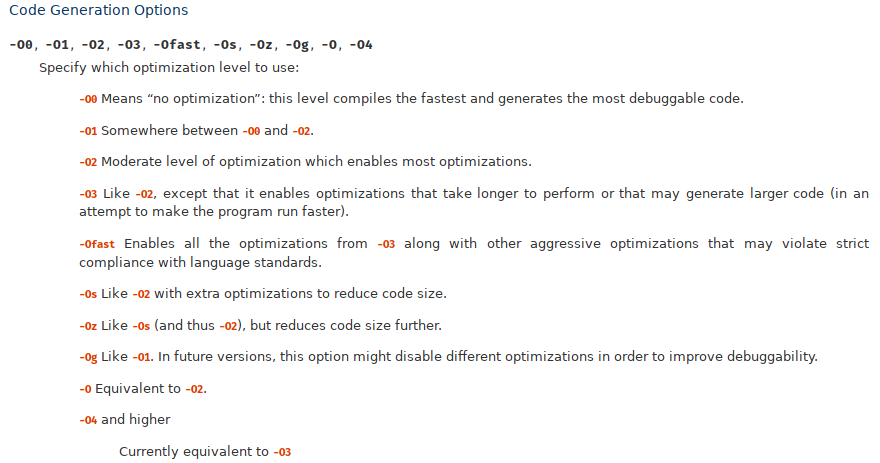 Code Generation Options
-O0, -O1, -O2, -O3, -Ofast, -Os, -Oz, -Og, -O, -O4
Specify which optimization level to use:
-O0 Means “no optimization”: this level compiles the fastest and generates the most debuggable code.
-O1 Somewhere between -O0 and -O2.
-O2 Moderate level of optimization which enables most optimizations.
-O3 Like -O2, except that it enables optimizations that take longer to perform or that may generate larger code (in an
attempt to make the program run faster).
-Ofast Enables all the optimizations from -O3 along with other aggressive optimizations that may violate strict
compliance with language standards.
-Os Like -O2 with extra optimizations to reduce code size.
-Oz Like -Os (and thus -O2), but reduces code size further.
-Og Like -O1. In future versions, this option might disable different optimizations in order to improve debuggability.
-O Equivalent to -O2.
-O4 and higher
Currently equivalent to -O3